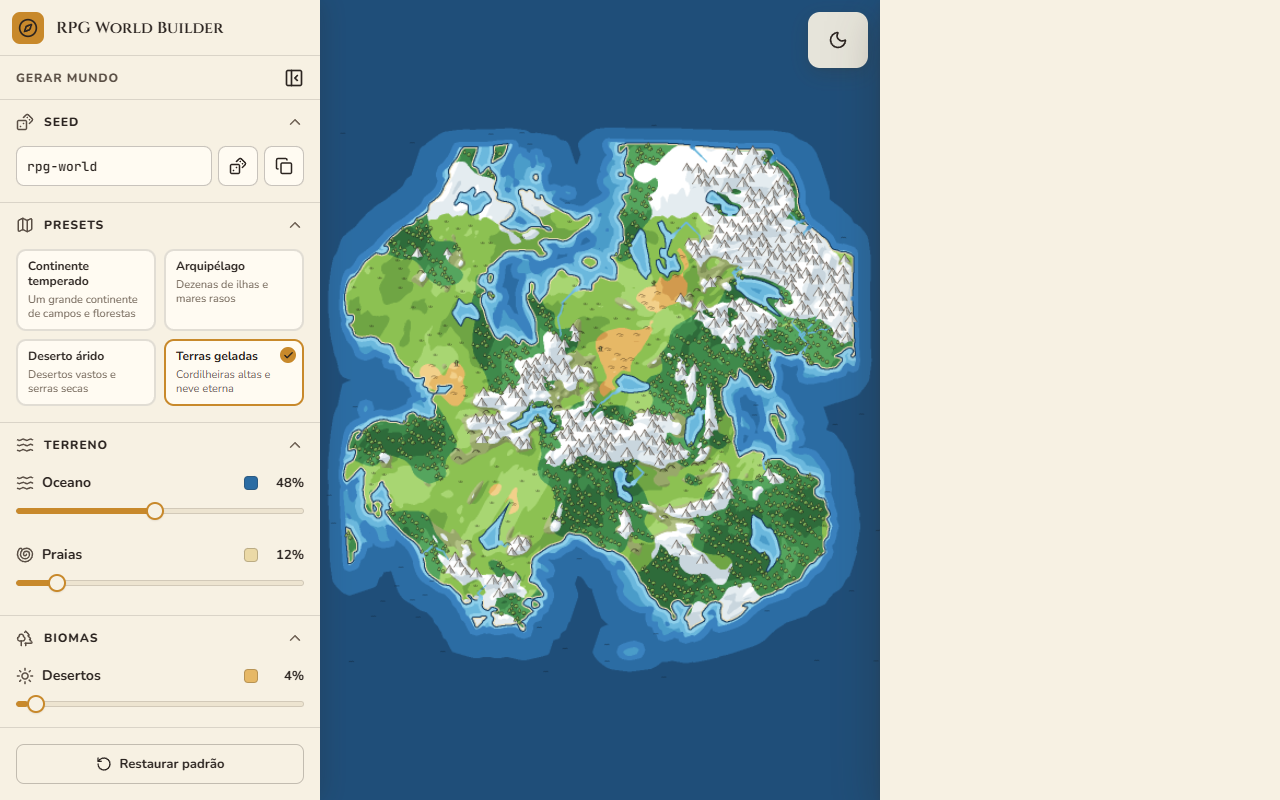 RPG World Builder
GERAR MUNDO
SEED
rpg-world
PRESETS
Continente
temperado
Um grande continente
de campos e florestas
Arquipélago
Dezenas de ilhas e
mares rasos
Deserto árido
Desertos vastos e
serras secas
Terras geladas
Cordilheiras altas e
neve eterna
TERRENO
Oceano 48%
Praias 12%
BIOMAS
Desertos 4%
Restaurar padrão